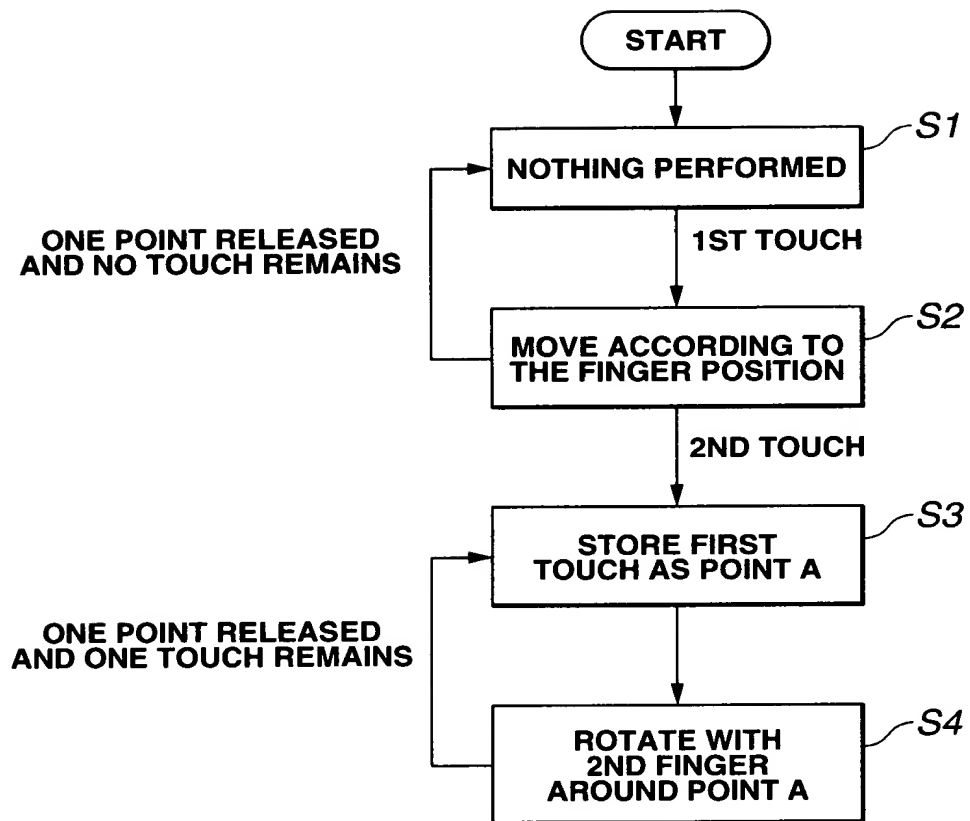 START
S1
NOTHING PERFORMED
ONE POINT RELEASED
AND NO TOUCH REMAINS
1ST TOUCH
S2
MOVE ACCORDING TO
THE FINGER POSITION
2ND TOUCH
S3
STORE FIRST
TOUCH AS POINT A
ONE POINT RELEASED
AND ONE TOUCH REMAINS
S4
ROTATE WITH
2ND FINGER
AROUND POINT A